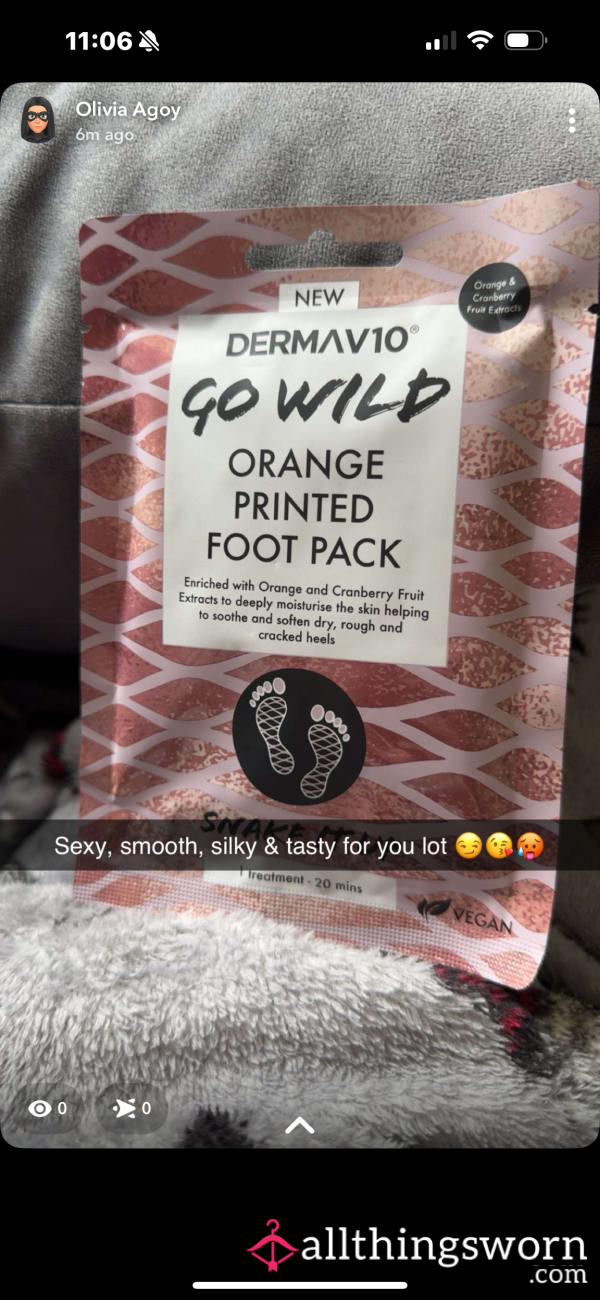 11:06
Olivia Agoy
6m ago
Orange &
Cranberry
Fruit Extracts
NEW
DERMAV10®
GO WILD
ORANGE
PRINTED
FOOT PACK
Enriched with Orange and Cranberry Fruit
Extracts to deeply moisturise the skin helping
to soothe and soften dry, rough and
cracked heels
SNAKE
Sexy, smooth, silky & tasty for you lot 😏😘🥵
1 treatment - 20 mins
VEGAN
0
0
allthingsworn
.com